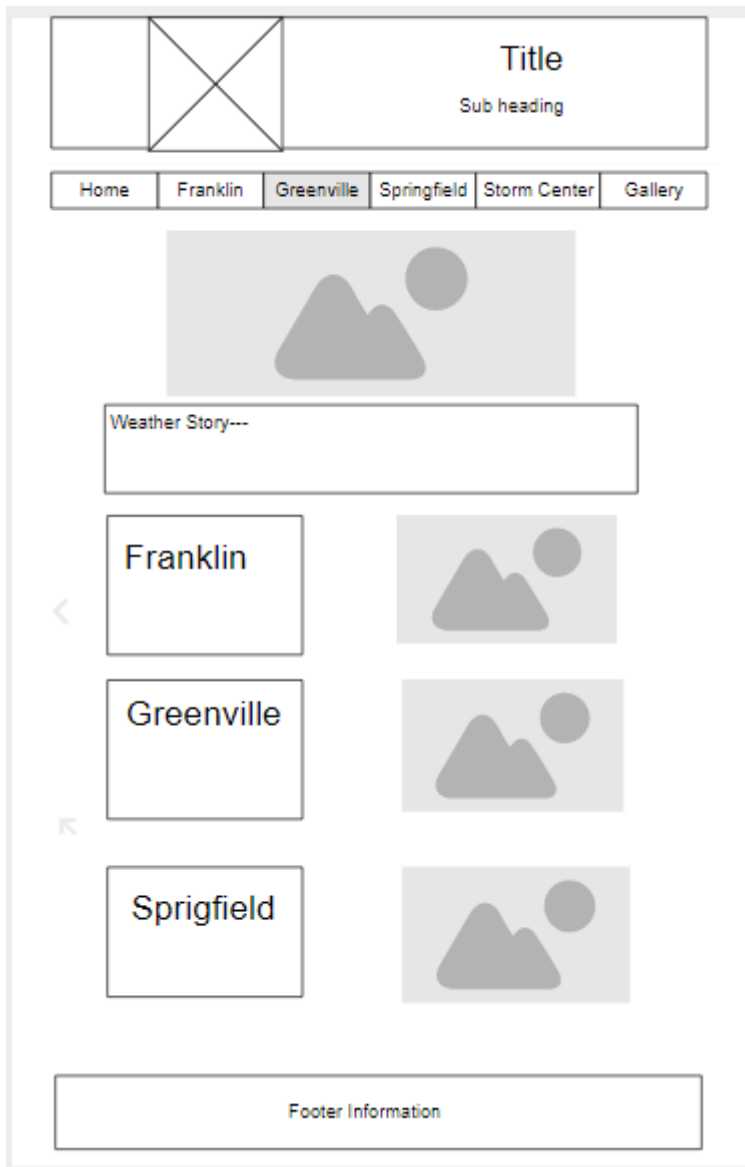 Title
Sub heading
Home Franklin Greenville Springfield Storm Center Gallery
Weather Story---
Franklin
Greenville
Sprigfield
Footer Information